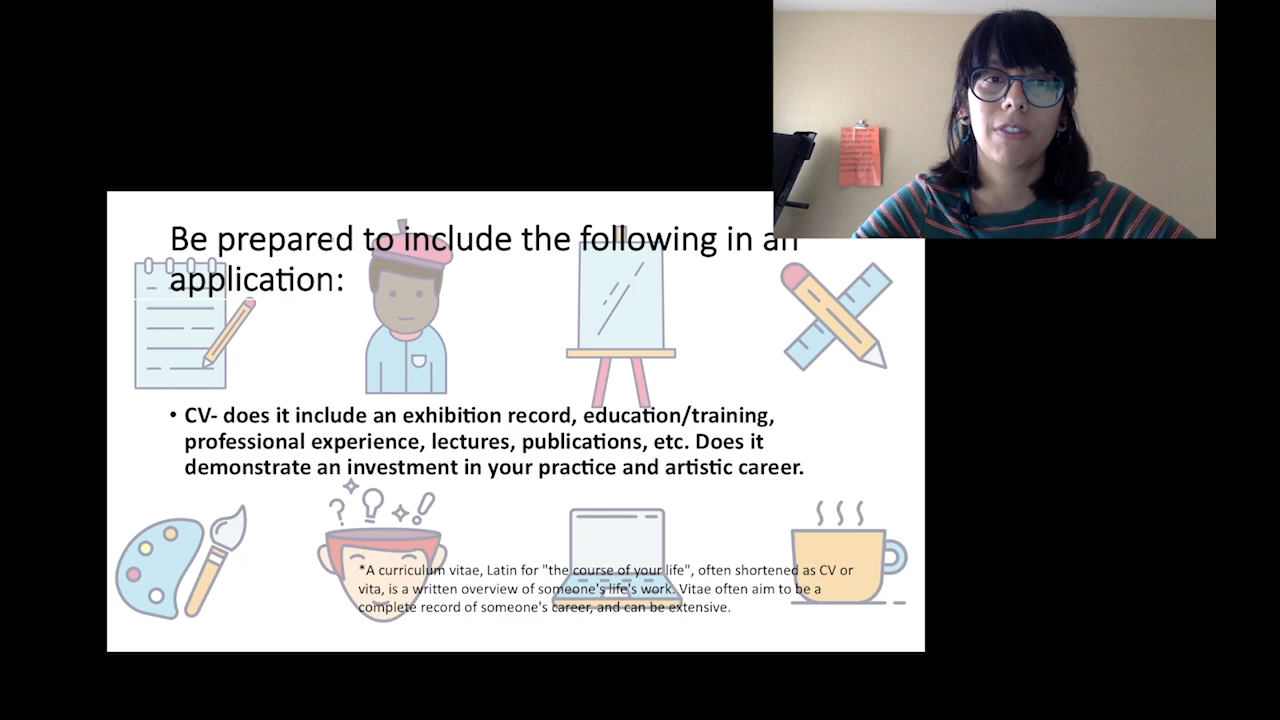 Be prepared to include the following in an
application:
• CV- does it include an exhibition record, education/training,
professional experience, lectures, publications, etc. Does it
demonstrate an investment in your practice and artistic career.
*A curriculum vitae, Latin for "the course of your life", often shortened as CV or
vita, is a written overview of someone's life's work. Vitae often aim to be a
complete record of someone's career, and can be extensive.